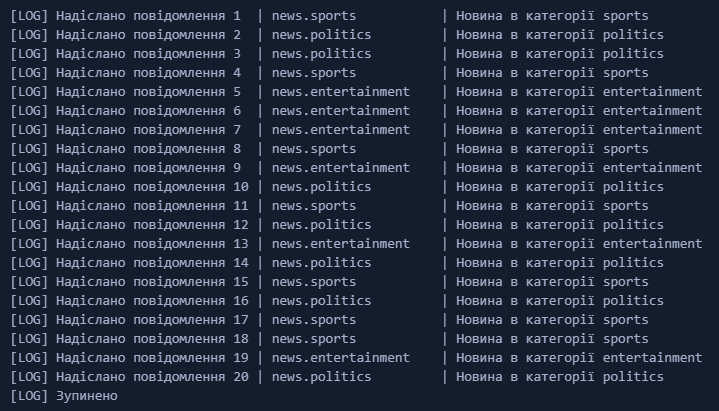 [LOG] Надіслано повідомлення 1  | news.sports           | Новина в категорії sports
[LOG] Надіслано повідомлення 2  | news.politics         | Новина в категорії politics
[LOG] Надіслано повідомлення 3  | news.politics         | Новина в категорії politics
[LOG] Надіслано повідомлення 4  | news.sports           | Новина в категорії sports
[LOG] Надіслано повідомлення 5  | news.entertainment    | Новина в категорії entertainment
[LOG] Надіслано повідомлення 6  | news.entertainment    | Новина в категорії entertainment
[LOG] Надіслано повідомлення 7  | news.entertainment    | Новина в категорії entertainment
[LOG] Надіслано повідомлення 8  | news.sports           | Новина в категорії sports
[LOG] Надіслано повідомлення 9  | news.entertainment    | Новина в категорії entertainment
[LOG] Надіслано повідомлення 10 | news.politics         | Новина в категорії politics
[LOG] Надіслано повідомлення 11 | news.sports           | Новина в категорії sports
[LOG] Надіслано повідомлення 12 | news.politics         | Новина в категорії politics
[LOG] Надіслано повідомлення 13 | news.entertainment    | Новина в категорії entertainment
[LOG] Надіслано повідомлення 14 | news.politics         | Новина в категорії politics
[LOG] Надіслано повідомлення 15 | news.sports           | Новина в категорії sports
[LOG] Надіслано повідомлення 16 | news.politics         | Новина в категорії politics
[LOG] Надіслано повідомлення 17 | news.sports           | Новина в категорії sports
[LOG] Надіслано повідомлення 18 | news.sports           | Новина в категорії sports
[LOG] Надіслано повідомлення 19 | news.entertainment    | Новина в категорії entertainment
[LOG] Надіслано повідомлення 20 | news.politics         | Новина в категорії politics
[LOG] Зупинено